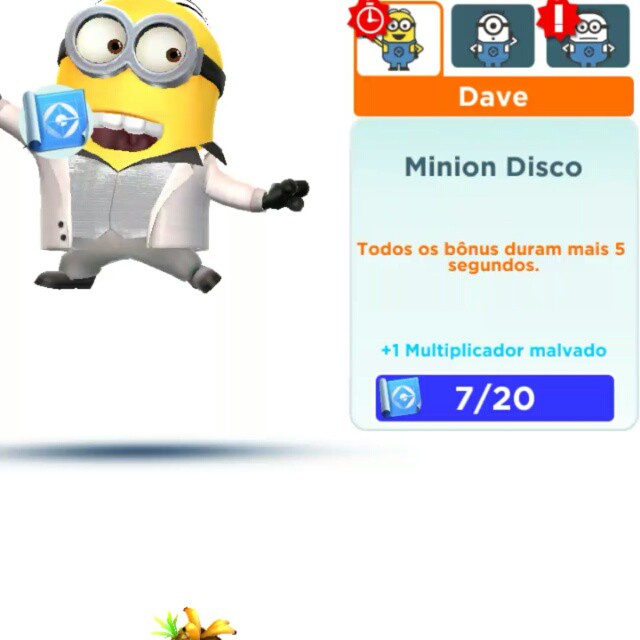 Dave
Minion Disco
Todos os bônus duram mais 5
segundos.
+1 Multiplicador malvado
7/20